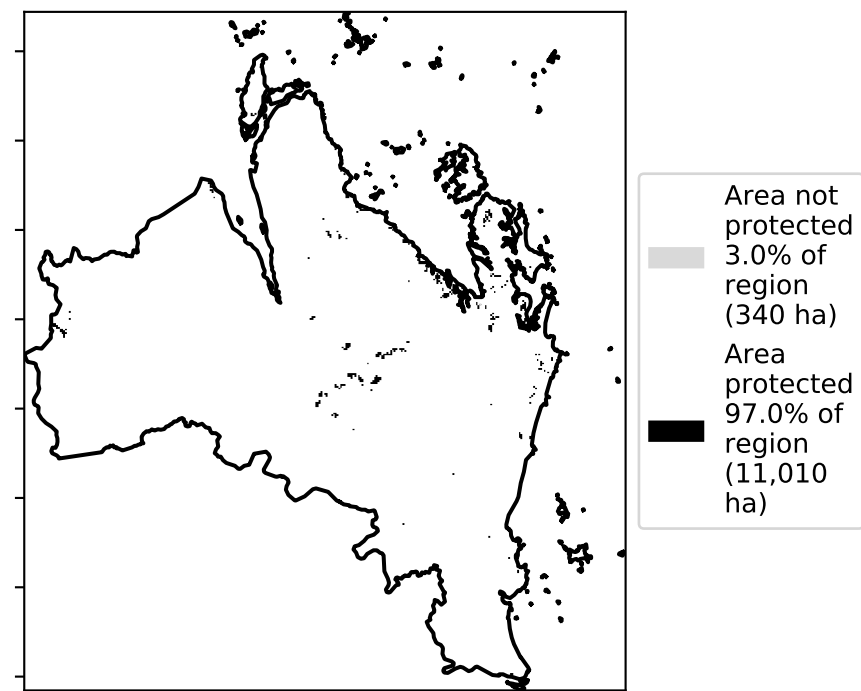 Area not
protected
3.0% of
region
(340 ha)
Area
protected
97.0% of
region
(11,010
ha)